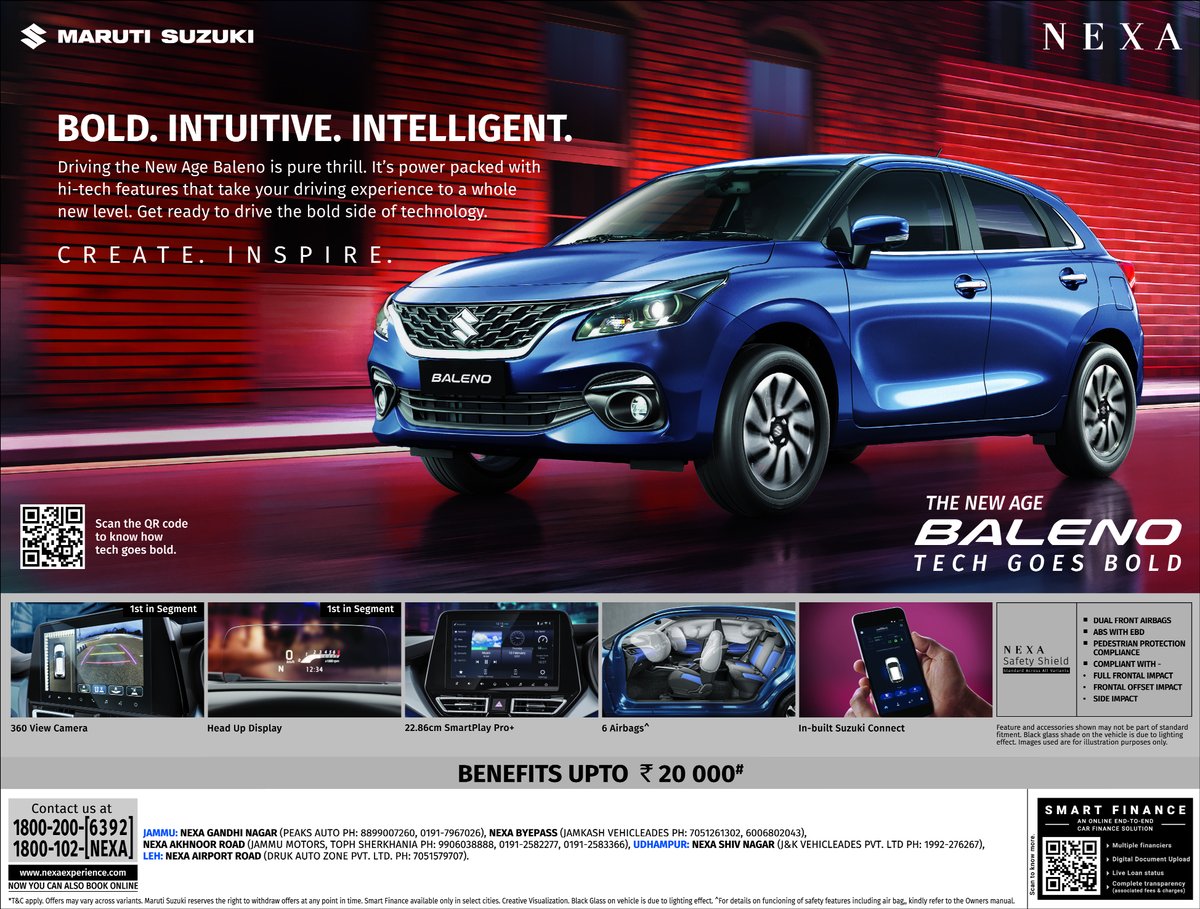 MARUTI SUZUKI
NEXA
BOLD. INTUITIVE. INTELLIGENT.
Driving the New Age Baleno is pure thrill. It's power packed with
hi-tech features that take your driving experience to a whole
new level. Get ready to drive the bold side of technology.
CREATE. INSPIRE.
BALENO
Scan the QR code
to know how
tech goes bold.
THE NEW AGE
BALENO
TECH GOES BOLD
1st in Segment
360 View Camera
1st in Segment
0
N
12:34
Head Up Display
22.86cm SmartPlay Pro+
6 Airbags^
In-built Suzuki Connect
NEXA
Safety Shield
Standard Across All Variants
▪ DUAL FRONT AIRBAGS
▪ ABS WITH EBD
▪ PEDESTRIAN PROTECTION
COMPLIANCE
▪ COMPLIANT WITH -
• FULL FRONTAL IMPACT
• FRONTAL OFFSET IMPACT
• SIDE IMPACT
Feature and accessories shown may not be part of standard
fitment. Black glass shade on the vehicle is due to lighting
effect. Images used are for illustration purposes only.
BENEFITS UPTO ₹ 20 000#
Contact us at
1800-200-[6392]
1800-102-[NEXA]
www.nexaexperience.com
NOW YOU CAN ALSO BOOK ONLINE
JAMMU: NEXA GANDHI NAGAR (PEAKS AUTO PH: 8899007260, 0191-7967026), NEXA BYEPASS (JAMKASH VEHICLEADES PH: 7051261302, 6006802043),
NEXA AKHNOOR ROAD (JAMMU MOTORS, TOPH SHERKHANIA PH: 9906038888, 0191-2582277, 0191-2583366), UDHAMPUR: NEXA SHIV NAGAR (J&K VEHICLEADES PVT. LTD PH: 1992-276267),
LEH: NEXA AIRPORT ROAD (DRUK AUTO ZONE PVT. LTD. PH: 7051579707).
SMART FINANCE
AN ONLINE END-TO-END
CAR FINANCE SOLUTION
Scan to know more.
Multiple financiers
Digital Document Upload
Live Loan status
Complete transparency
(associated fees & charges)
*T&C apply. Offers may vary across variants. Maruti Suzuki reserves the right to withdraw offers at any point in time. Smart Finance available only in select cities. Creative Visualization. Black Glass on vehicle is due to lighting effect. ^For details on funcioning of safety features including air bag,, kindly refer to the Owners manual.